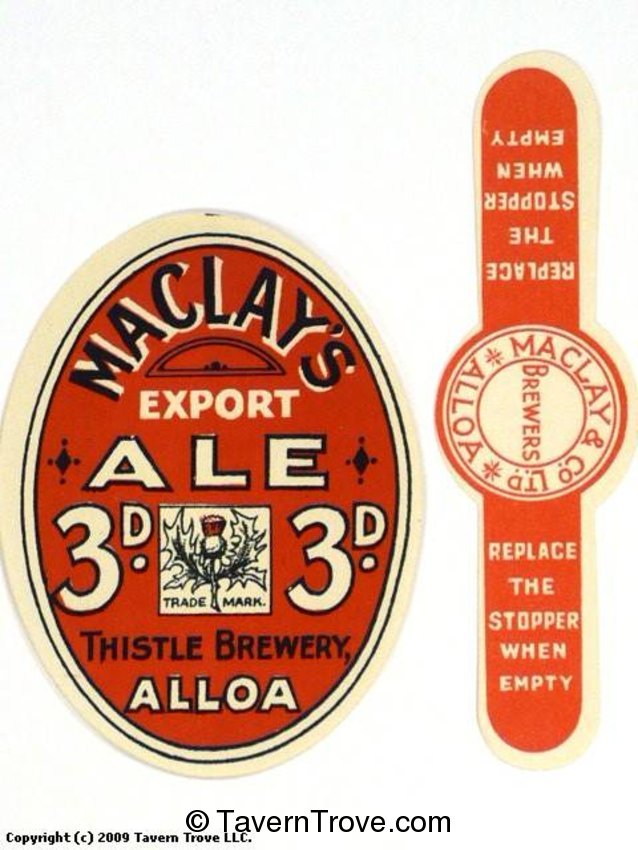 MACLAY'S
EXPORT
ALE
3D. 3D.
TRADE MARK.
THISTLE BREWERY,
ALLOA
REPLACE
THE
STOPPER
WHEN
EMPTY
MACLAY & CO. LTD.
ALLOA
BREWERS
REPLACE
THE
STOPPER
WHEN
EMPTY
© TavernTrove.com
Copyright (c) 2009 Tavern Trove LLC.